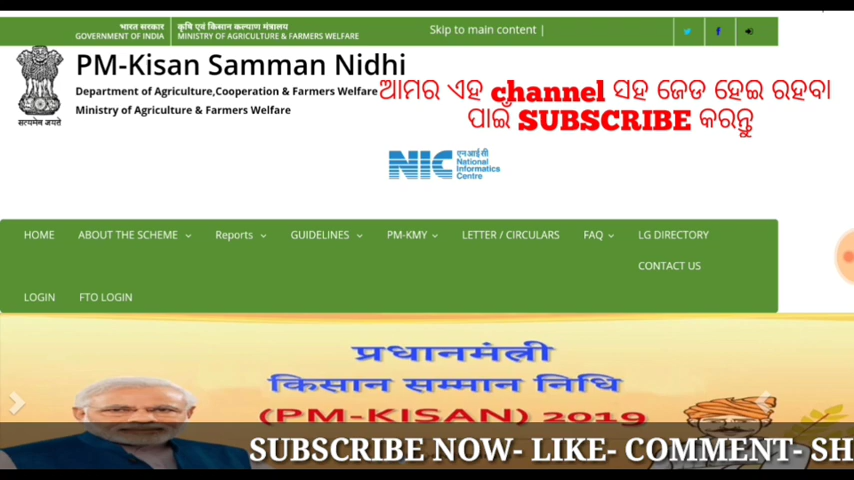 भारत सरकार
GOVERNMENT OF INDIA
कृषि एवं किसान कल्याण मंत्रालय
MINISTRY OF AGRICULTURE & FARMERS WELFARE
Skip to main content |
PM-Kisan Samman Nidhi
Department of Agriculture,Cooperation & Farmers Welfare
Ministry of Agriculture & Farmers Welfare
सत्यमेव जयते
ଆମର ଏହ channel ସହ ଜେଡ ହେଇ ରହବା
ପାଇଁ SUBSCRIBE କରନ୍ତୁ
NIC
एन आई सी
National
Informatics
Centre
HOME ABOUT THE SCHEME Reports GUIDELINES PM-KMY LETTER / CIRCULARS FAQ LG DIRECTORY
CONTACT US
LOGIN FTO LOGIN
प्रधानमंत्री
किसान सम्मान निधि
(PM-KISAN) 2019
SUBSCRIBE NOW- LIKE- COMMENT- SH